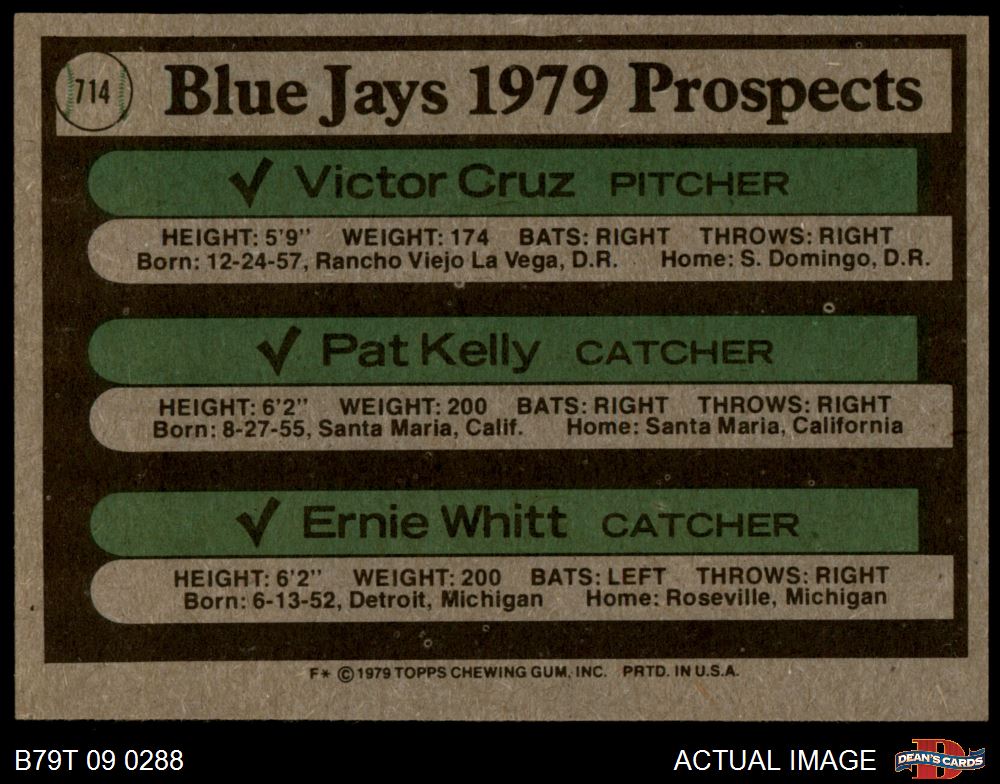 714
Blue Jays 1979 Prospects
✓ Victor Cruz PITCHER
HEIGHT: 5'9" WEIGHT: 174 BATS: RIGHT THROWS: RIGHT
Born: 12-24-57, Rancho Viejo La Vega, D.R. Home: S. Domingo, D.R.
✓ Pat Kelly CATCHER
HEIGHT: 6'2" WEIGHT: 200 BATS: RIGHT THROWS: RIGHT
Born: 8-27-55, Santa Maria, Calif. Home: Santa Maria, California
✓ Ernie Whitt CATCHER
HEIGHT: 6'2" WEIGHT: 200 BATS: LEFT THROWS: RIGHT
Born: 6-13-52, Detroit, Michigan Home: Roseville, Michigan
F* © 1979 TOPPS CHEWING GUM, INC. PRTD. IN U.S.A.
B79T 09 0288
ACTUAL IMAGE
D
DEAN'S CARDS